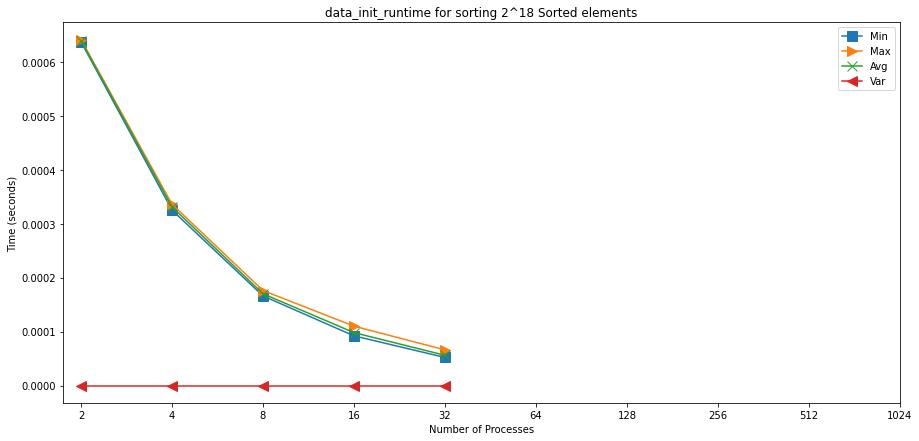 data_init_runtime for sorting 2^18 Sorted elements
Min
Max
Avg
Var
Time (seconds)
0.0006
0.0005
0.0004
0.0003
0.0002
0.0001
0.0000
2 4 8 16 32 64 128 256 512 1024
Number of Processes